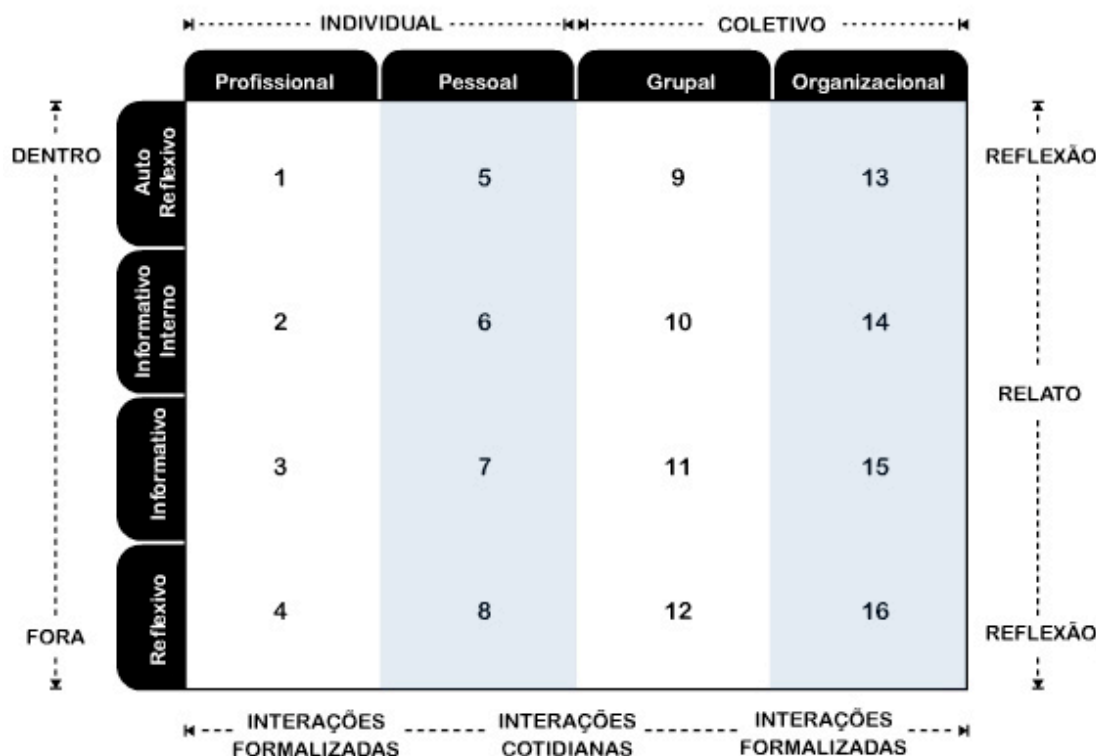 INDIVIDUAL COLETIVO
Profissional Pessoal Grupal Organizacional
DENTRO
Auto
Reflexivo
1 5 9 13
REFLEXÃO
Informativo
Interno
2 6 10 14
RELATO
Informativo
3 7 11 15
FORA
Reflexivo
4 8 12 16
REFLEXÃO
INTERAÇÕES
FORMALIZADAS
INTERAÇÕES
COTIDIANAS
INTERAÇÕES
FORMALIZADAS